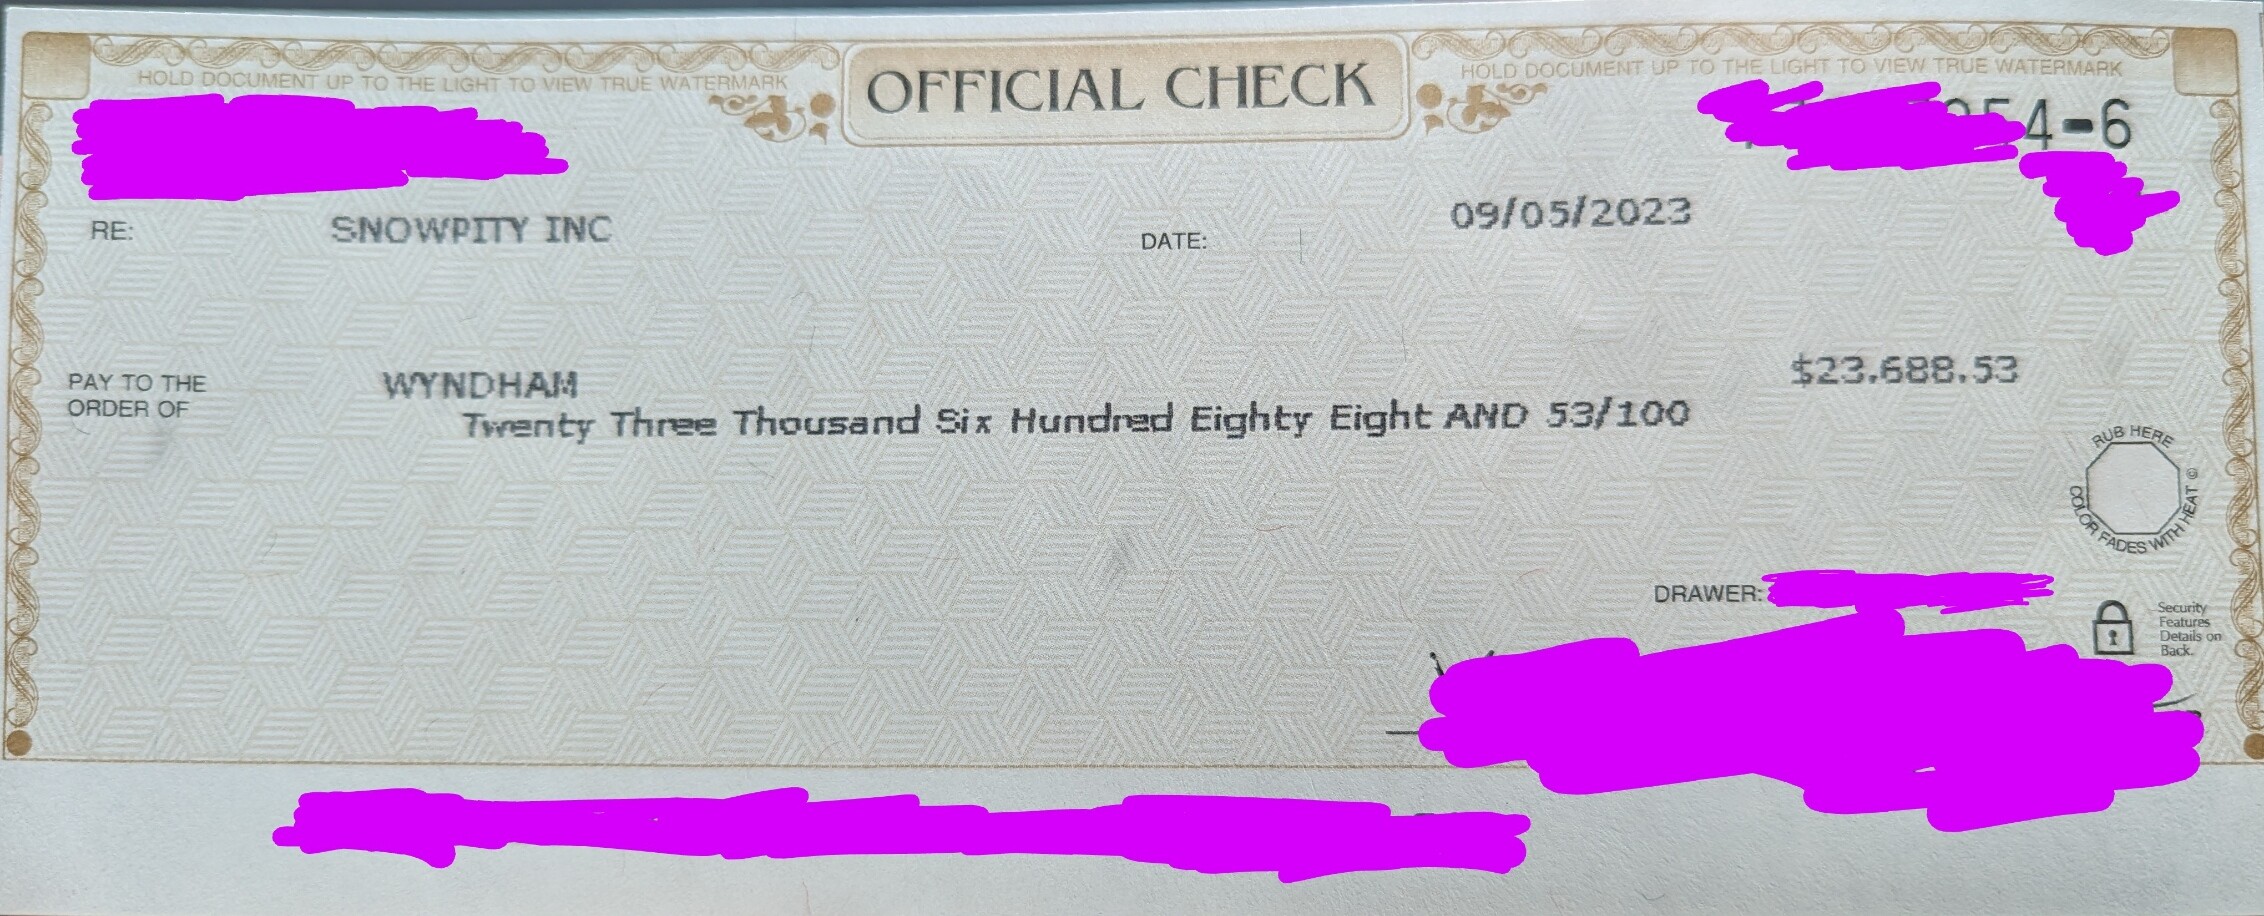 OFFICIAL CHECK
HOLD DOCUMENT UP TO THE LIGHT TO VIEW TRUE WATERMARK
HOLD DOCUMENT UP TO THE LIGHT TO VIEW TRUE WATERMARK
54-6
RE: SNOWPITY INC
DATE: 09/05/2023
PAY TO THE
ORDER OF
WYNDHAM
$23.688.53
Twenty Three Thousand Six Hundred Eighty Eight AND 53/100
RUB HERE
COLOR FADES WITH HEAT
DRAWER:
Security
Features
Details on
Back.